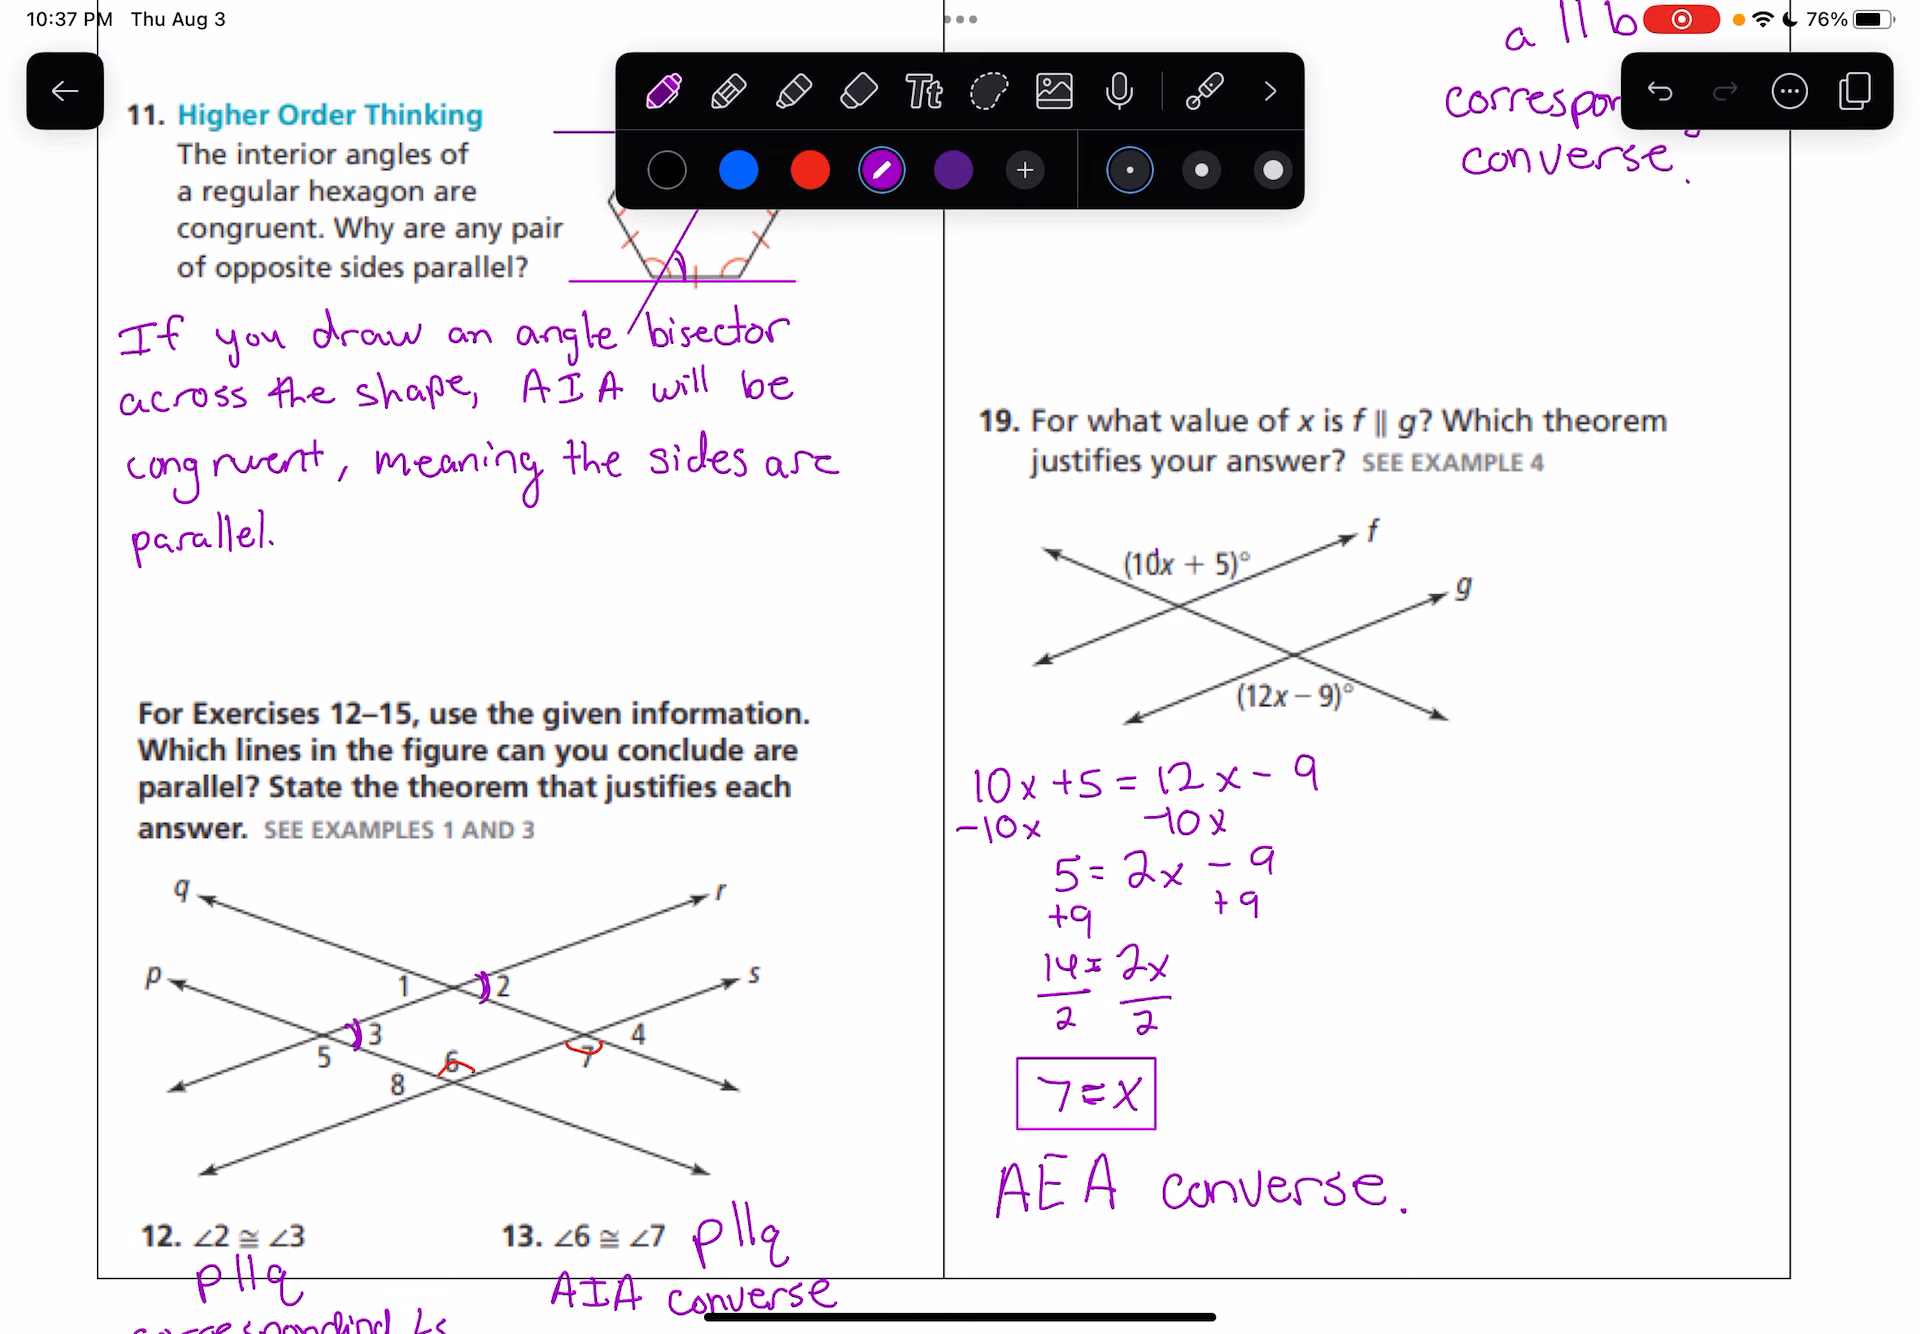 10:37 PM Thu Aug 3
76%
Tt
11. Higher Order Thinking
The interior angles of
a regular hexagon are
congruent. Why are any pair
of opposite sides parallel?
If you draw an angle bisector
across the shape, AIA will be
congruent, meaning the sides are
parallel.
For Exercises 12–15, use the given information.
Which lines in the figure can you conclude are
parallel? State the theorem that justifies each
answer. SEE EXAMPLES 1 AND 3
q
r
p
s
1
2
3
4
5
6
7
8
12. ∠2 ≅ ∠3
p||q
corresponding ∠s
13. ∠6 ≅ ∠7 p||q
AIA converse
a || b
converse.
19. For what value of x is f ∥ g? Which theorem
justifies your answer? SEE EXAMPLE 4
f
(10x + 5)°
g
(12x – 9)°
10x + 5 = 12x - 9
-10x -10x
5 = 2x - 9
+9 +9
14 = 2x
2 2
7 = x
AEA converse.